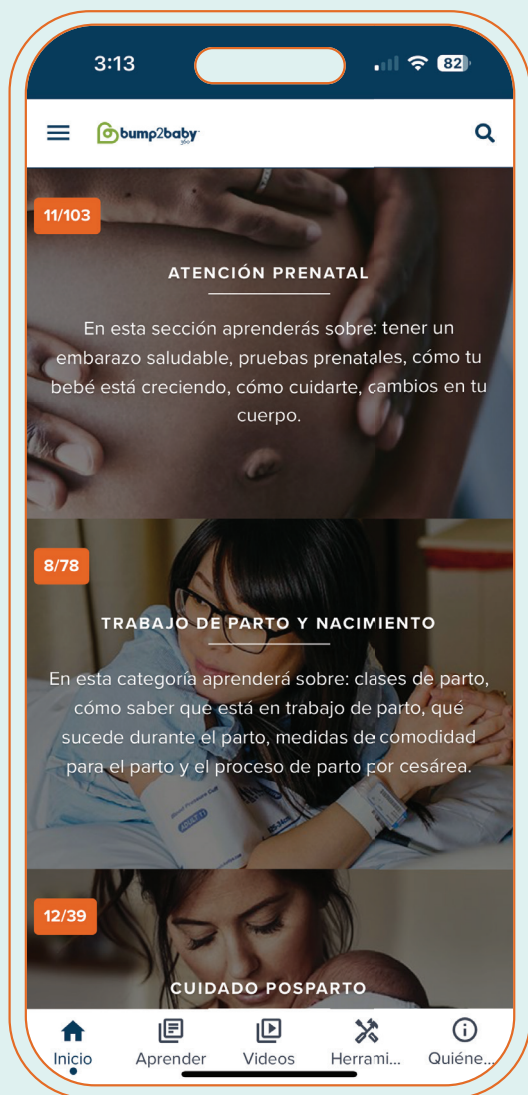 3:13
82
bump2baby
360
11/103
ATENCIÓN PRENATAL
En esta sección aprenderás sobre: tener un
embarazo saludable, pruebas prenatales, cómo tu
bebé está creciendo, cómo cuidarte, cambios en tu
cuerpo.
8/78
TRABAJO DE PARTO Y NACIMIENTO
En esta categoría aprenderá sobre: clases de parto,
cómo saber que está en trabajo de parto, qué
sucede durante el parto, medidas de comodidad
para el parto y el proceso de parto por cesárea.
12/39
CUIDADO POSPARTO
Inicio
Aprender
Videos
Herrami...
Quiéne...